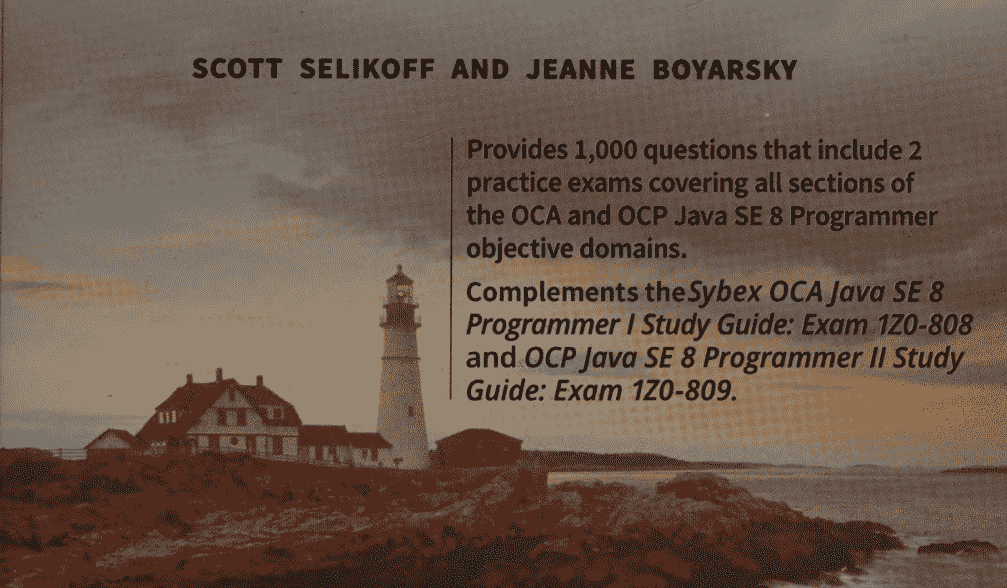 SCOTT SELIKOFF AND JEANNE BOYARSKY
Provides 1,000 questions that include 2
practice exams covering all sections of
the OCA and OCP Java SE 8 Programmer
objective domains.
Complements theSybex OCA Java SE 8
Programmer I Study Guide: Exam 1Z0-808
and OCP Java SE 8 Programmer II Study
Guide: Exam 1Z0-809.